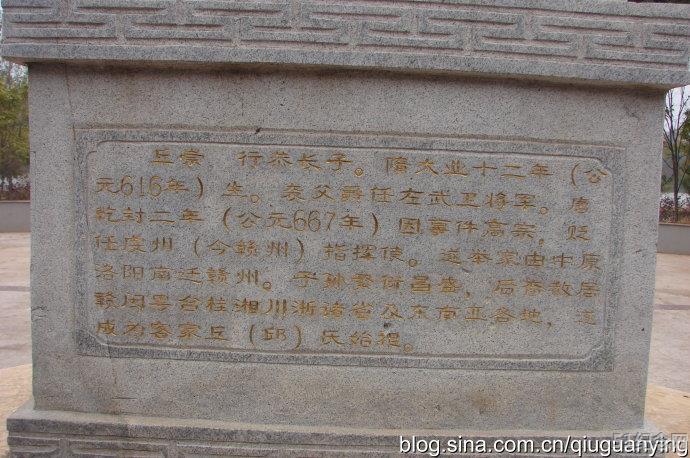 丘崇 行恭长子。隋大业十二年（公
元616年）生。袭父爵任左武卫将军。唐
乾封二年（公元667年）因事忤高宗，贬
任虔州（今赣州）指挥使。遂举家由中原
洛阳南迁赣州。子孙繁衍昌盛，后裔散居
赣闽粤台桂湘川浙诸省及东南亚各地，遂
成为客家丘（邱）氏始祖。
blog.sina.com.cn/qiuguanying